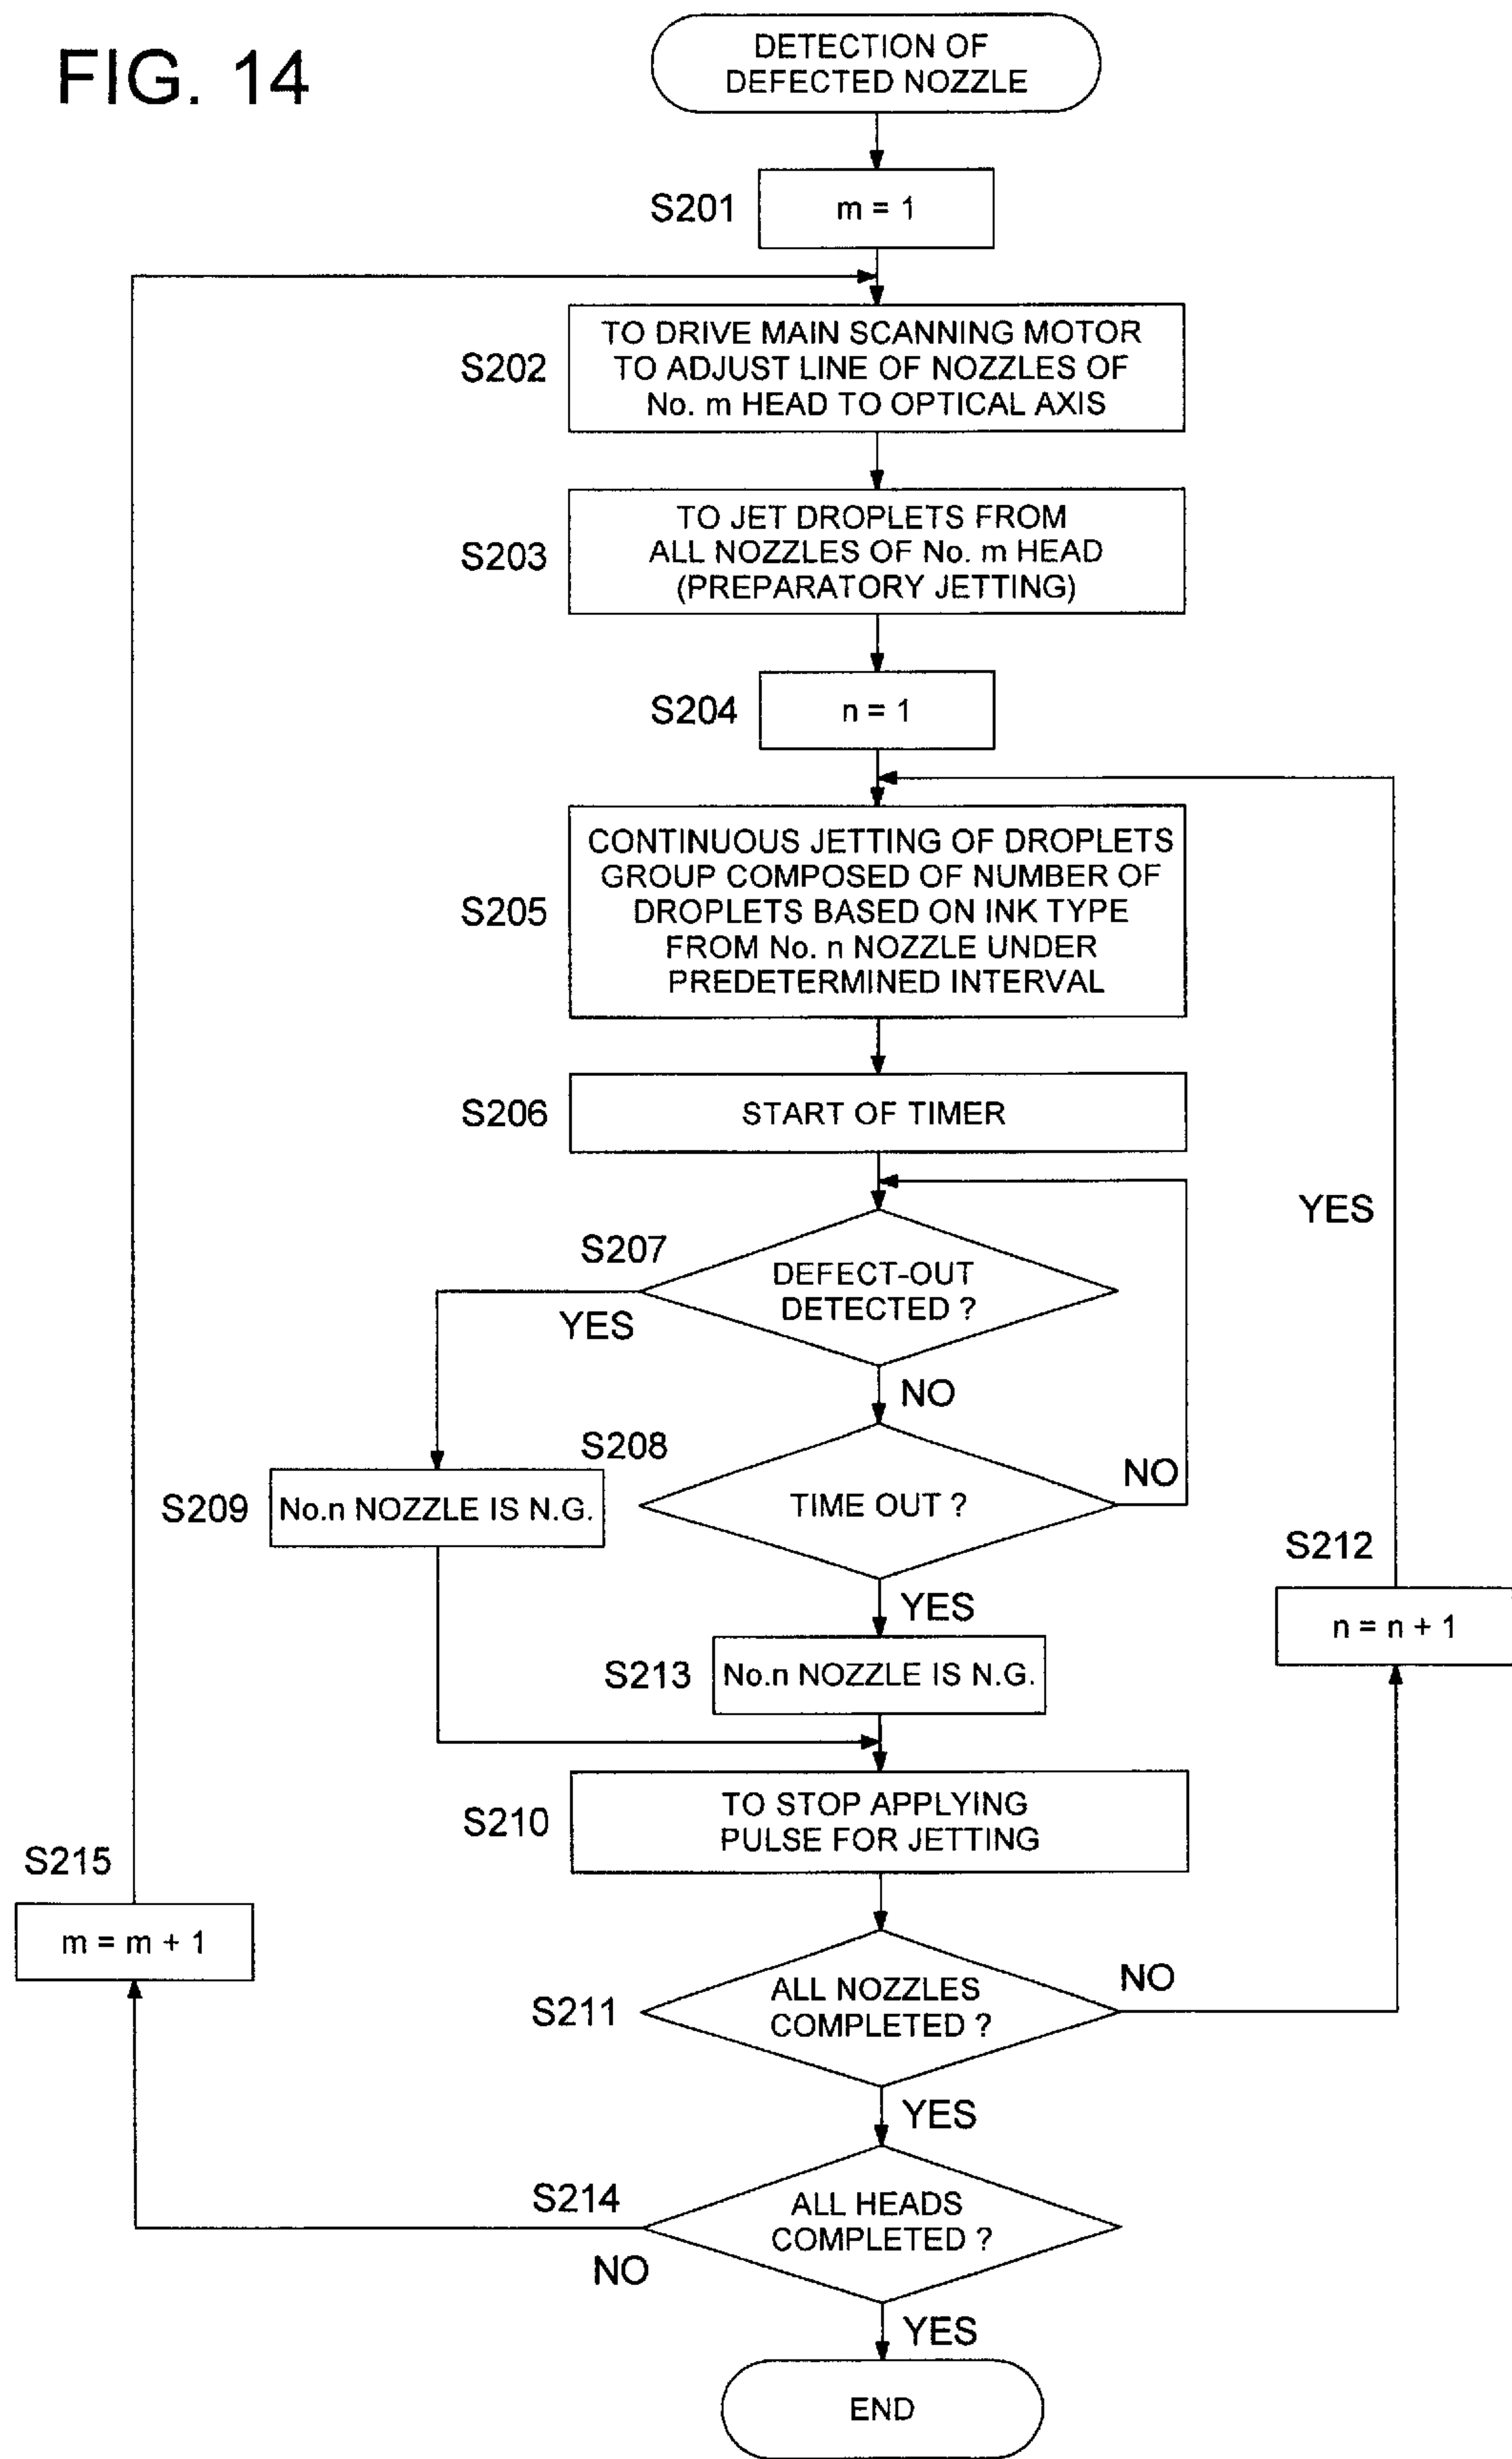 FIG. 14
DETECTION OF
DEFECTED NOZZLE
S201
m = 1
S202
TO DRIVE MAIN SCANNING MOTOR
TO ADJUST LINE OF NOZZLES OF
No. m HEAD TO OPTICAL AXIS
S203
TO JET DROPLETS FROM
ALL NOZZLES OF No. m HEAD
(PREPARATORY JETTING)
S204
n = 1
S205
CONTINUOUS JETTING OF DROPLETS
GROUP COMPOSED OF NUMBER OF
DROPLETS BASED ON INK TYPE
FROM No. n NOZZLE UNDER
PREDETERMINED INTERVAL
S206
START OF TIMER
YES
S207
DEFECT-OUT
DETECTED ?
YES
NO
S208
TIME OUT ?
NO
S209
No.n NOZZLE IS N.G.
YES
S212
n = n + 1
S213
No.n NOZZLE IS N.G.
S210
TO STOP APPLYING
PULSE FOR JETTING
S215
m = m + 1
S211
ALL NOZZLES
COMPLETED ?
NO
YES
S214
ALL HEADS
COMPLETED ?
NO
YES
END